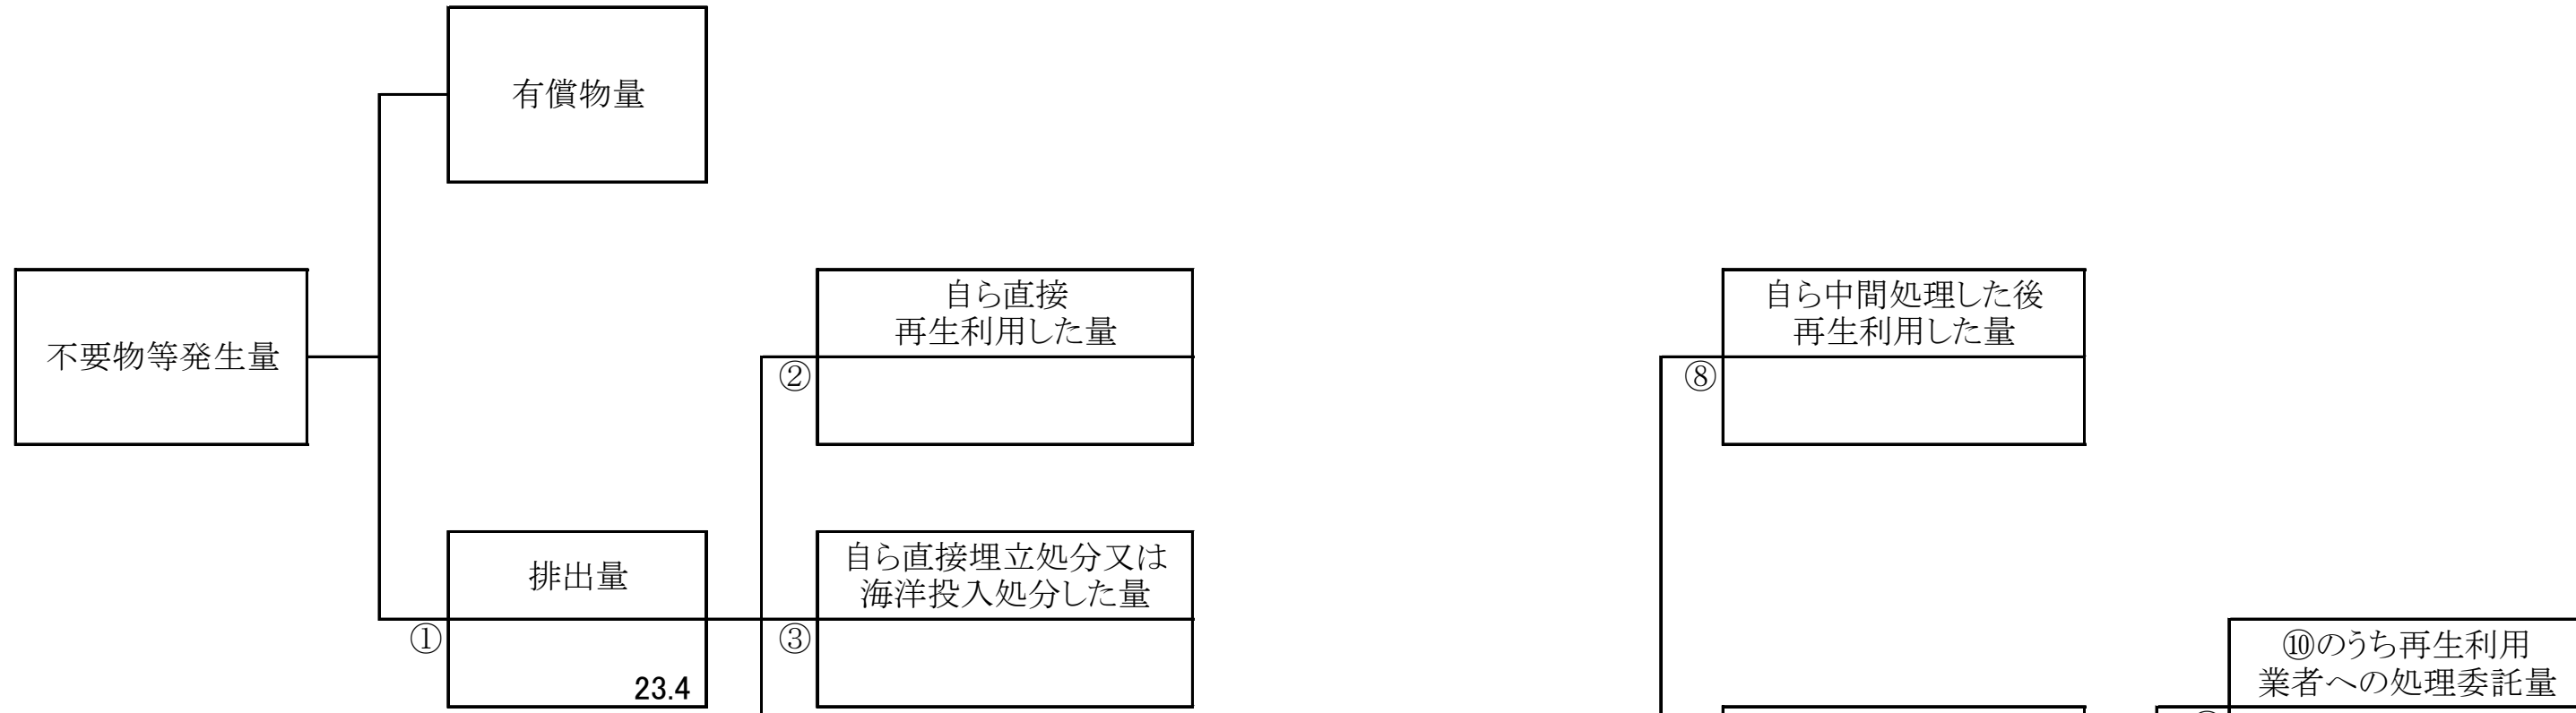 有償物量
不要物等発生量
自ら直接
再生利用した量
②
自ら中間処理した後
再生利用した量
⑧
排出量
①
23.4
自ら直接埋立処分又は
海洋投入処分した量
③
⑩のうち再生利用
業者への処理委託量